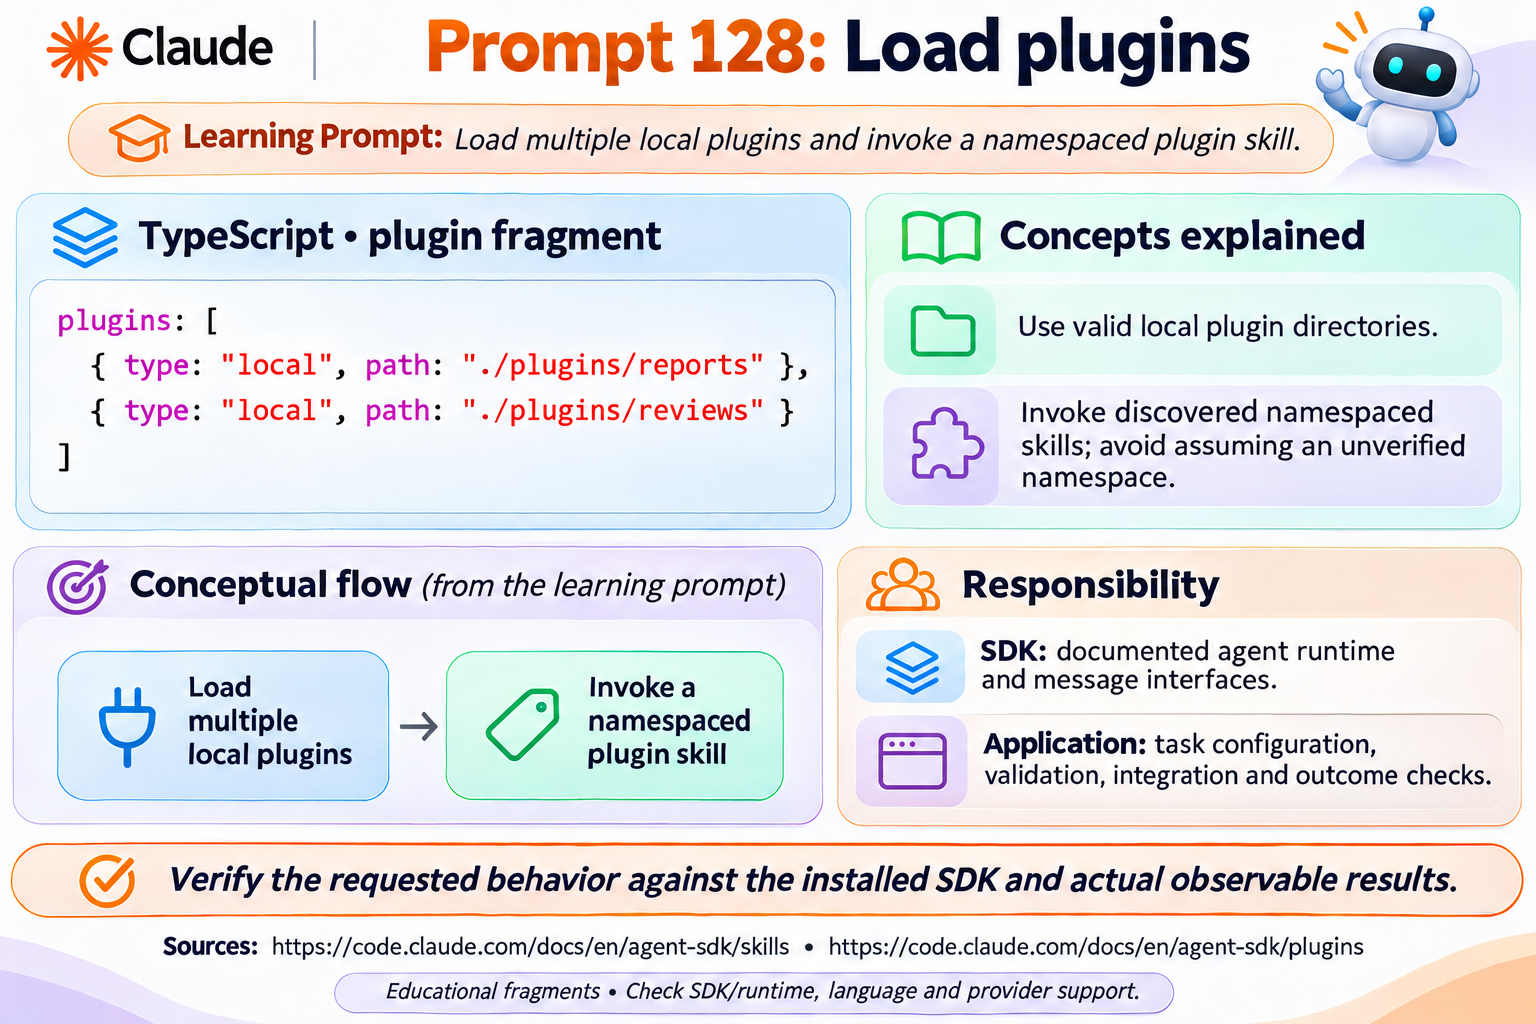 Claude
Prompt 128: Load plugins
Learning Prompt: Load multiple local plugins and invoke a namespaced plugin skill.
TypeScript • plugin fragment
plugins: [
  { type: "local", path: "./plugins/reports" },
  { type: "local", path: "./plugins/reviews" }
]
Concepts explained
Use valid local plugin directories.
Invoke discovered namespaced
skills; avoid assuming an unverified
namespace.
Conceptual flow (from the learning prompt)
Load
multiple
local plugins
Invoke a
namespaced
plugin skill
Responsibility
SDK: documented agent runtime
and message interfaces.
Application: task configuration,
validation, integration and outcome checks.
Verify the requested behavior against the installed SDK and actual observable results.
Sources: https://code.claude.com/docs/en/agent-sdk/skills • https://code.claude.com/docs/en/agent-sdk/plugins
Educational fragments • Check SDK/runtime, language and provider support.